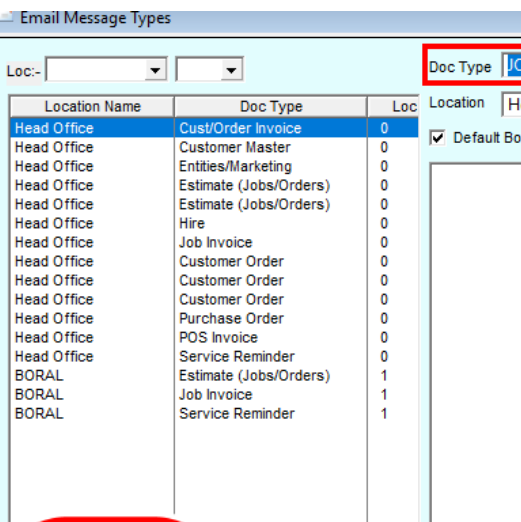 Email Message Types
Loc:-
Doc Type JO
Location H
Default Bo
Location Name Doc Type Loc
Head Office Cust/Order Invoice 0
Head Office Customer Master 0
Head Office Entities/Marketing 0
Head Office Estimate (Jobs/Orders) 0
Head Office Estimate (Jobs/Orders) 0
Head Office Hire 0
Head Office Job Invoice 0
Head Office Customer Order 0
Head Office Customer Order 0
Head Office Customer Order 0
Head Office Purchase Order 0
Head Office POS Invoice 0
Head Office Service Reminder 0
BORAL Estimate (Jobs/Orders) 1
BORAL Job Invoice 1
BORAL Service Reminder 1